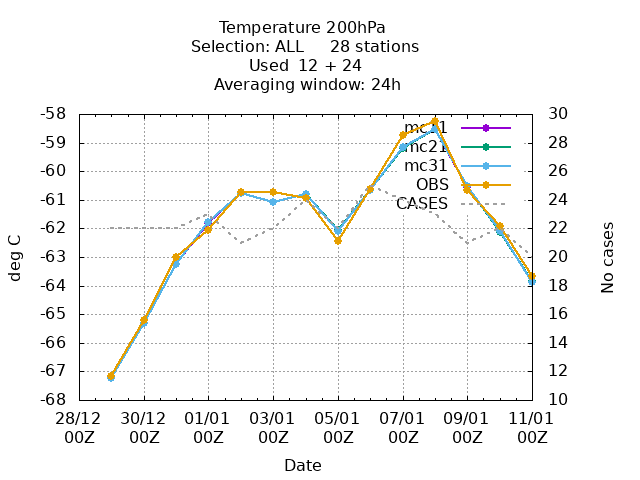 Temperature 200hPa
Selection: ALL     28 stations
Used  12 + 24
Averaging window: 24h
deg C
-58
-59
-60
-61
-62
-63
-64
-65
-66
-67
-68
30
28
26
24
22
20
18
16
14
12
10
No cases
mc11
mc21
mc31
OBS
CASES
28/12 30/12 01/01 03/01 05/01 07/01 09/01 11/01
00Z 00Z 00Z 00Z 00Z 00Z 00Z 00Z
Date